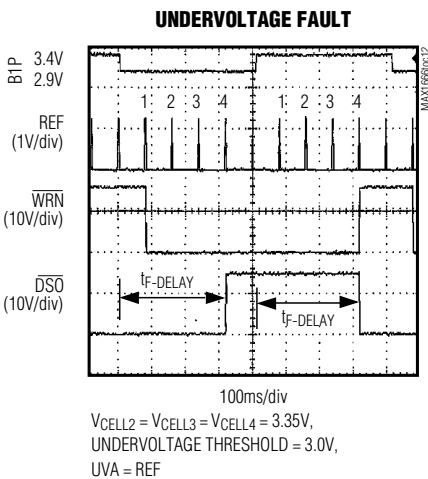 UNDERVOLTAGE FAULT
B1P
3.4V
2.9V
MAX1666toc12
1 2 3 4 1 2 3 4
REF
(1V/div)
WRN
(10V/div)
DSO
(10V/div)
tF-DELAY
tF-DELAY
100ms/div
VCELL2 = VCELL3 = VCELL4 = 3.35V,
UNDERVOLTAGE THRESHOLD = 3.0V,
UVA = REF